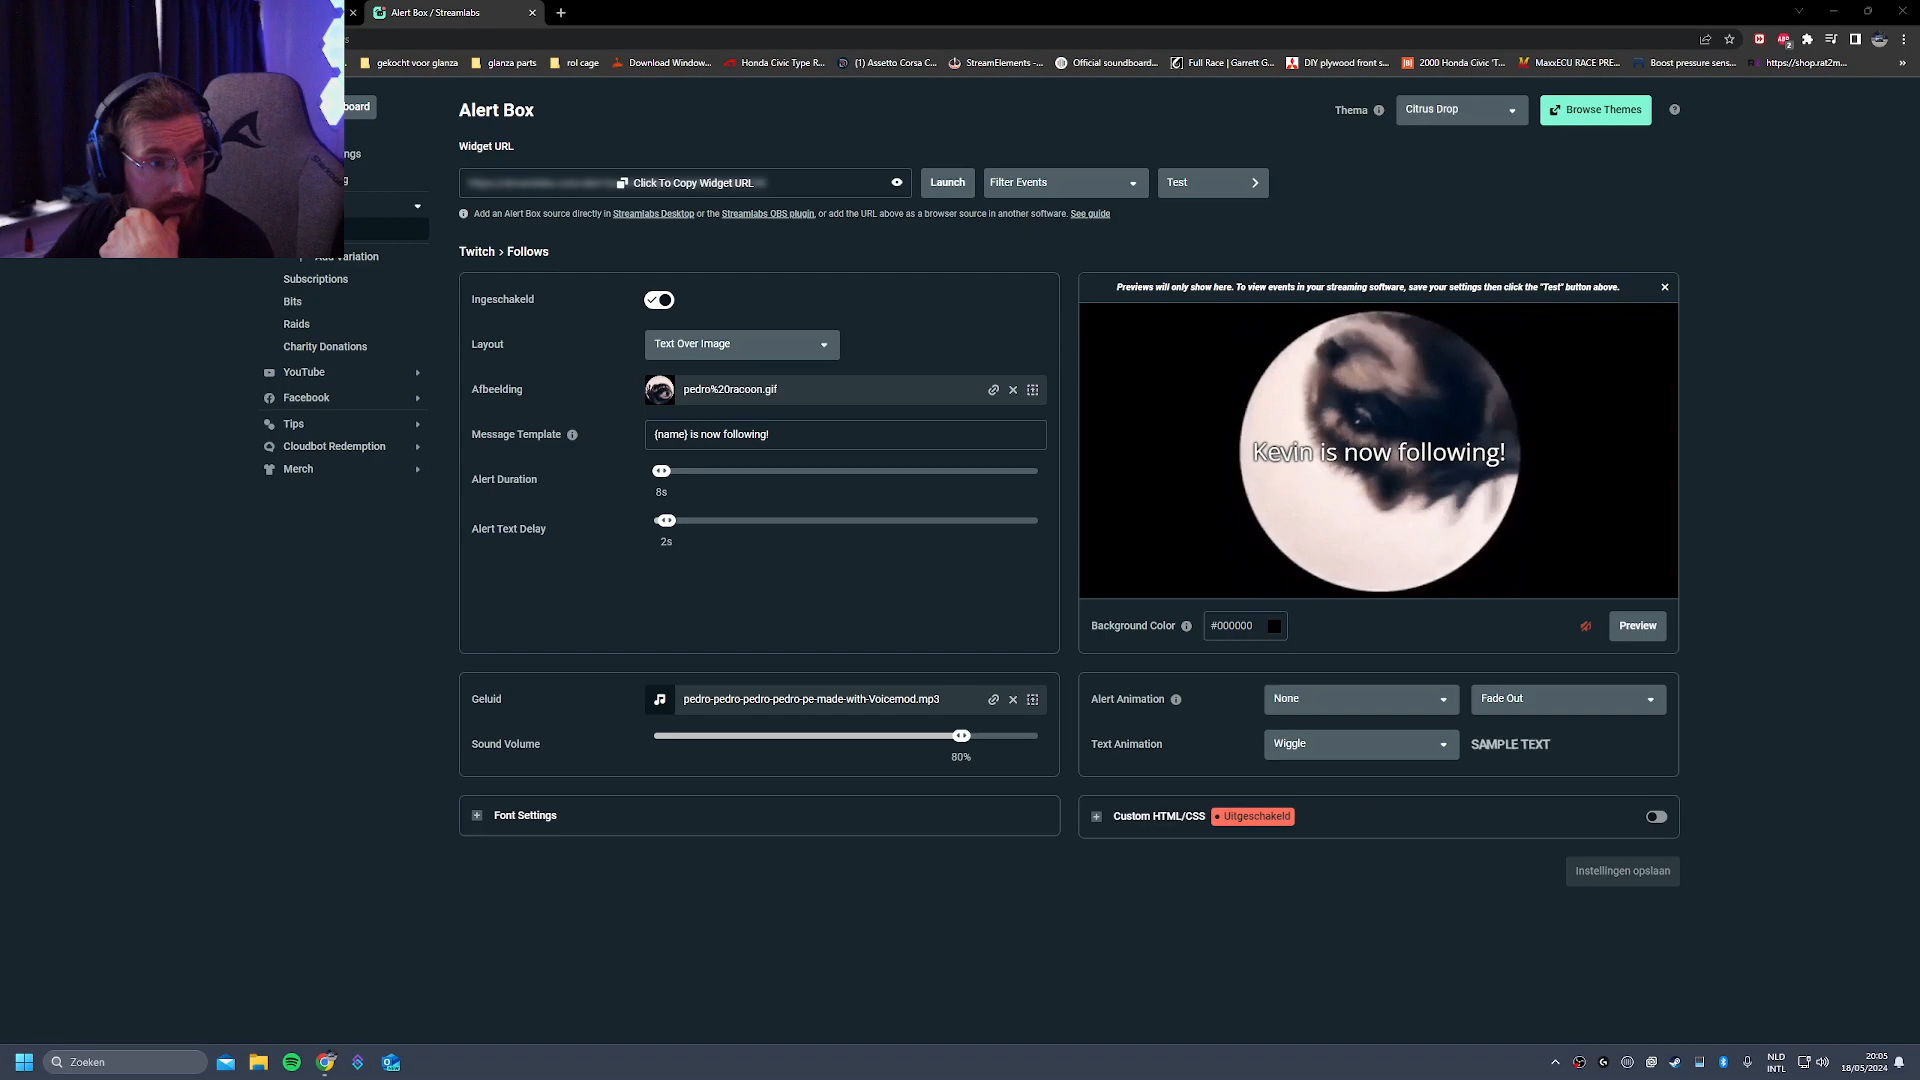 Alert Box / Streamlabs
gekocht voor glanza
glanza parts
rol cage
Download Window...
Honda Civic Type R...
(1) Assetto Corsa C...
StreamElements -...
Official soundboard...
Full Race | Garrett G...
DIY plywood front s...
2000 Honda Civic 'T...
MaxxECU RACE PRE...
Boost pressure sens...
https://shop.rat2m...
»
board
Alert Box
Thema
Citrus Drop
Browse Themes
Widget URL
Click To Copy Widget URL
Launch
Filter Events
Test
Add an Alert Box source directly in Streamlabs Desktop or the Streamlabs OBS plugin, or add the URL above as a browser source in another software. See guide
Twitch > Follows
Add Variation
Subscriptions
Bits
Raids
Charity Donations
YouTube
Facebook
Tips
Cloudbot Redemption
Merch
Ingeschakeld
Layout
Text Over Image
Afbeelding
pedro%20racoon.gif
Message Template
{name} is now following!
Alert Duration
8s
Alert Text Delay
2s
Previews will only show here. To view events in your streaming software, save your settings then click the "Test" button above.
Kevin is now following!
Background Color
#000000
Preview
Geluid
pedro-pedro-pedro-pedro-pe-made-with-Voicemod.mp3
Sound Volume
80%
Alert Animation
None
Fade Out
Text Animation
Wiggle
SAMPLE TEXT
Font Settings
Custom HTML/CSS
Uitgeschakeld
Instellingen opslaan
Zoeken
NLD
INTL
20:05
18/05/2024